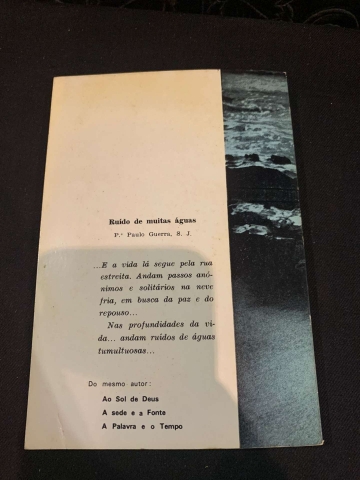 Ruído de muitas águas
P.ᵉ Paulo Guerra, S. J.
...E a vida lá segue pela rua
estreita. Andam passos anó-
nimos e solitários na neve
fria, em busca da paz e do
repouso...
Nas profundidades da vi-
da... andam ruídos de águas
tumultuosas...
Do mesmo autor:
Ao Sol de Deus
A sede e a Fonte
A Palavra e o Tempo